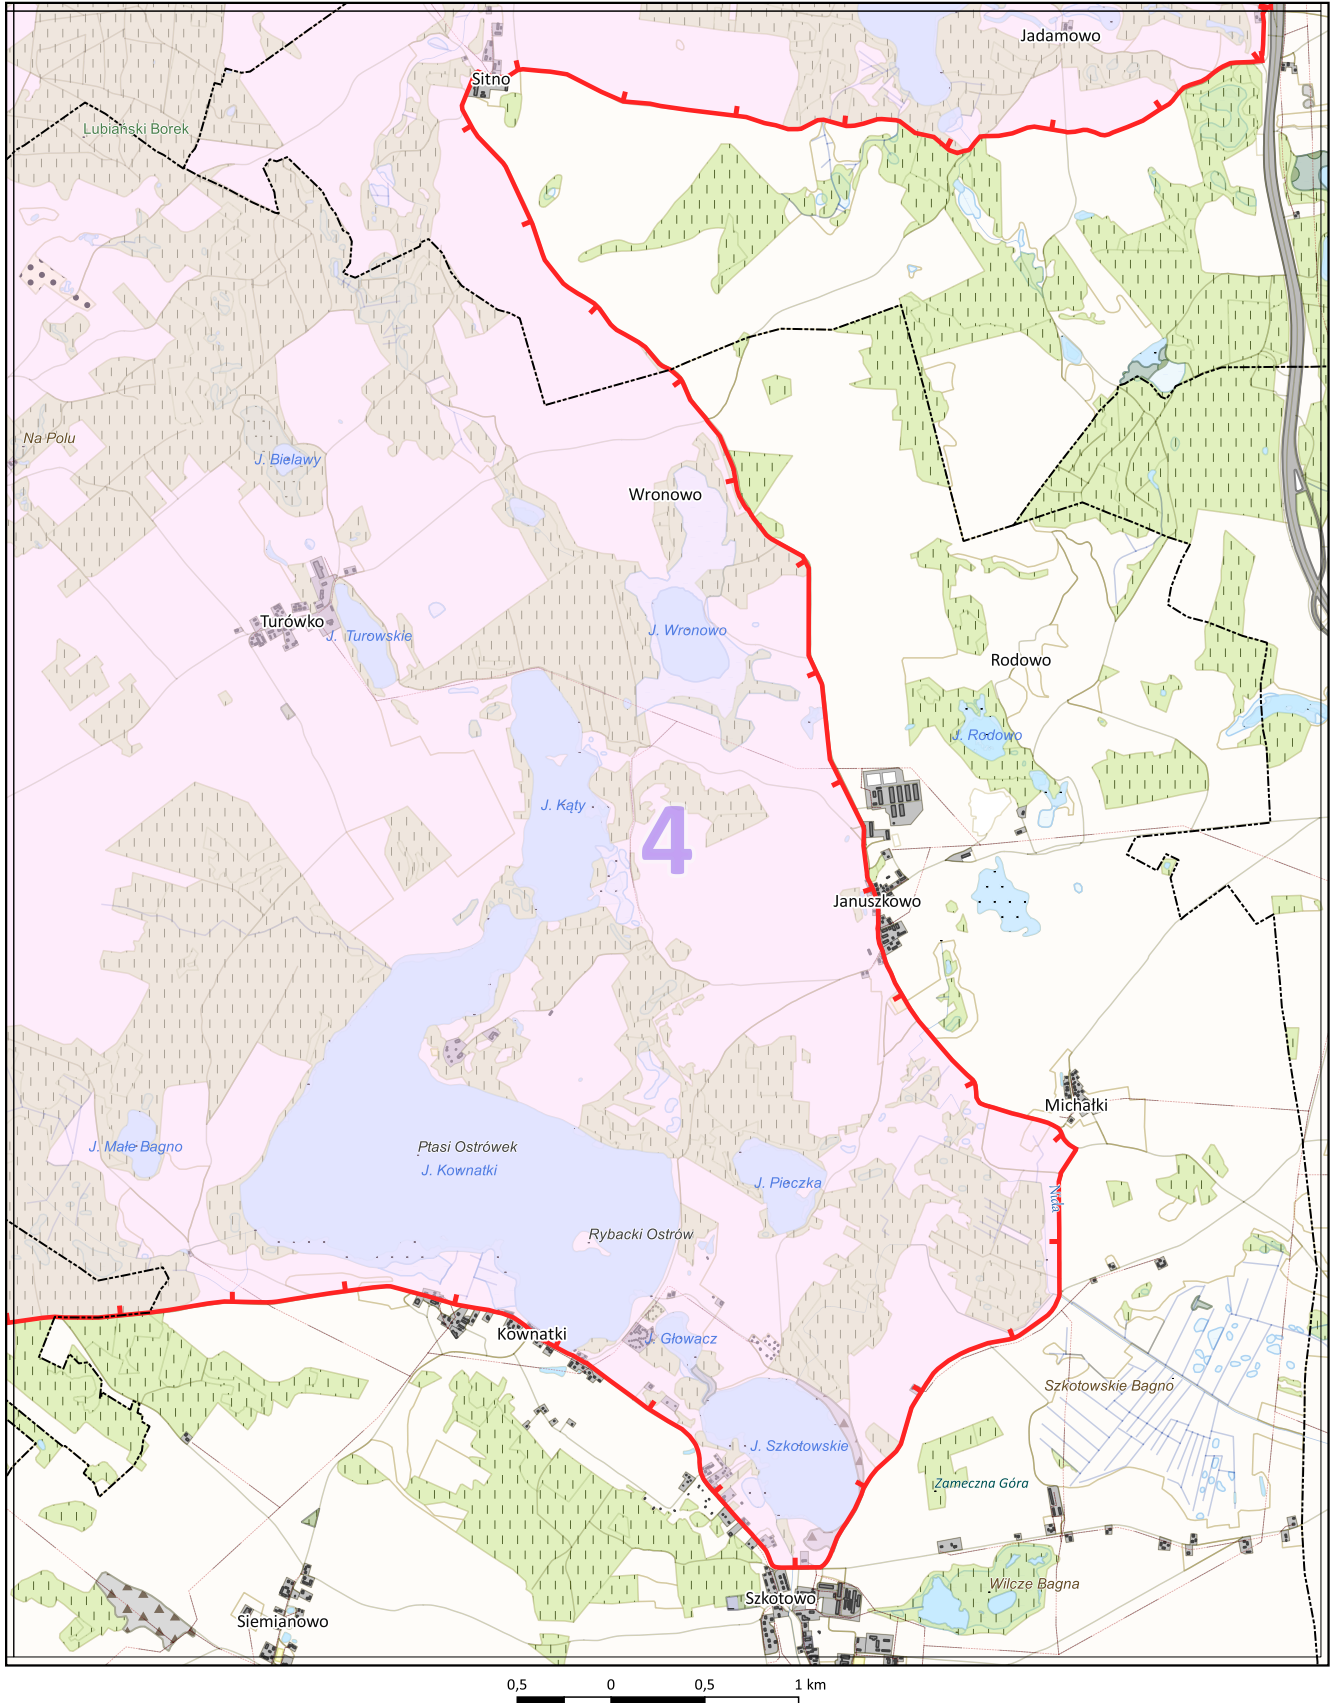 Jadamowo
Sitno
Lubiański Borek
Na Polu
J. Bielawy
Wronowo
Turówko
J. Turowskie
J. Wronowo
Rodowo
J. Rodowo
J. Kąty
4
Januszkowo
Michałki
J. Małe Bagno
Ptasi Ostrówek
J. Kownatki
J. Pieczka
Nida
Rybacki Ostrów
Kownatki
J. Głowacz
Szkotowskie Bagno
J. Szkotowskie
Zameczna Góra
Wilcze Bagna
Szkotowo
Siemianowo
0,5 0 0,5 1 km